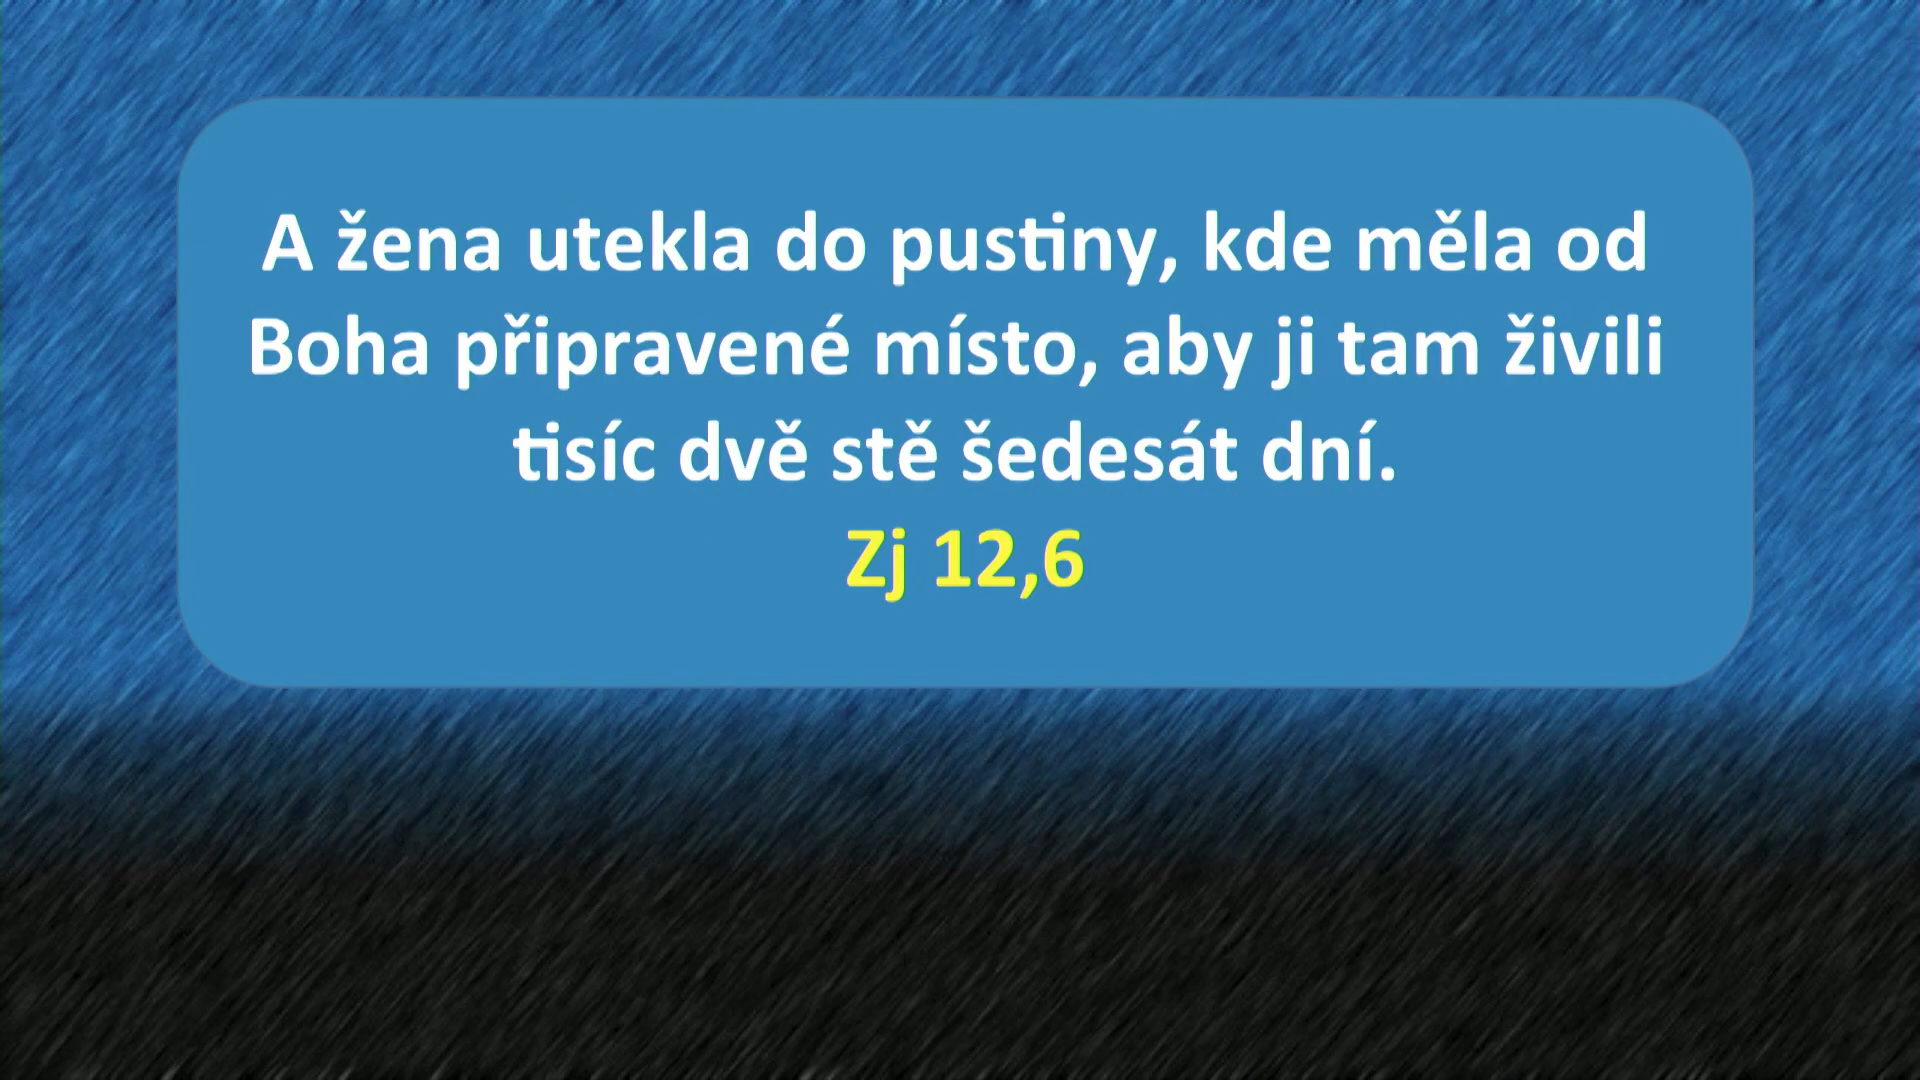 A žena utekla do pustiny, kde měla od
Boha připravené místo, aby ji tam živili
tisíc dvě stě šedesát dní.
Zj 12,6